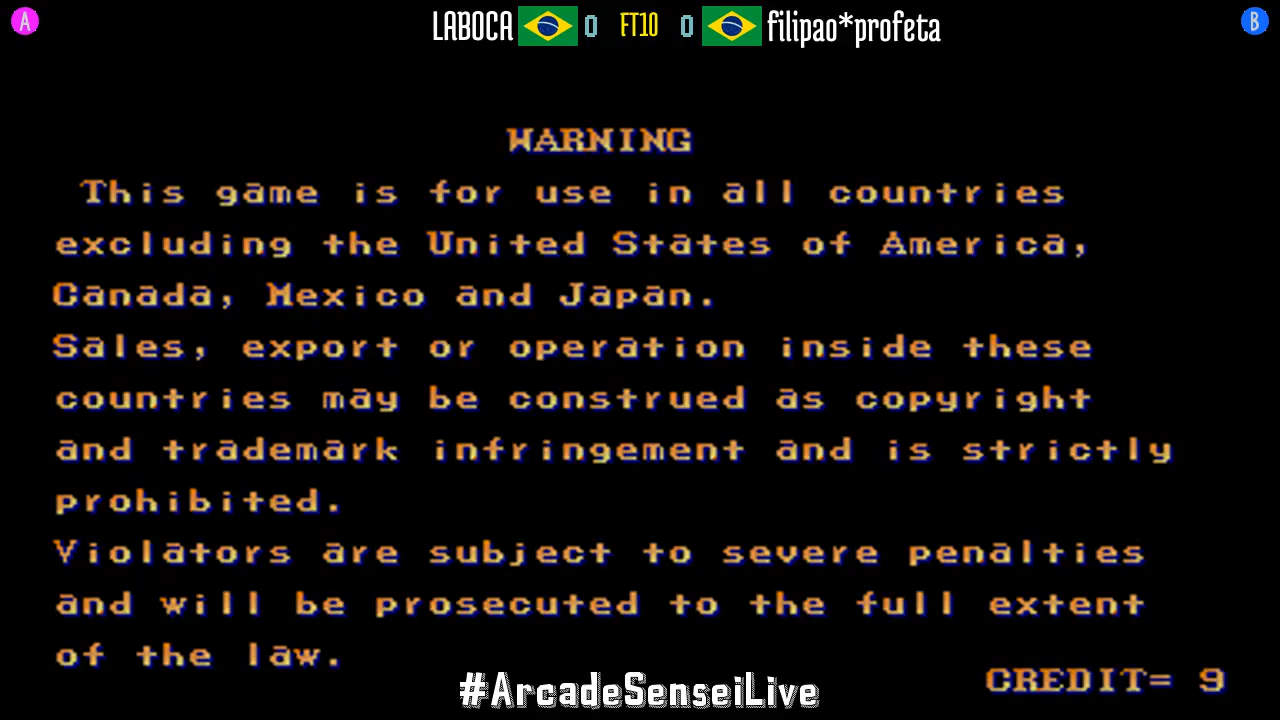 A LABOCA 0 FT10 0 filipao*profeta B
WARNING
This game is for use in all countries
excluding the United States of America,
Canada, Mexico and Japan.
Sales, export or operation inside these
countries may be construed as copyright
and trademark infringement and is strictly
prohibited.
Violators are subject to severe penalties
and will be prosecuted to the full extent
of the law.
CREDIT= 9
#ArcadeSenseiLive